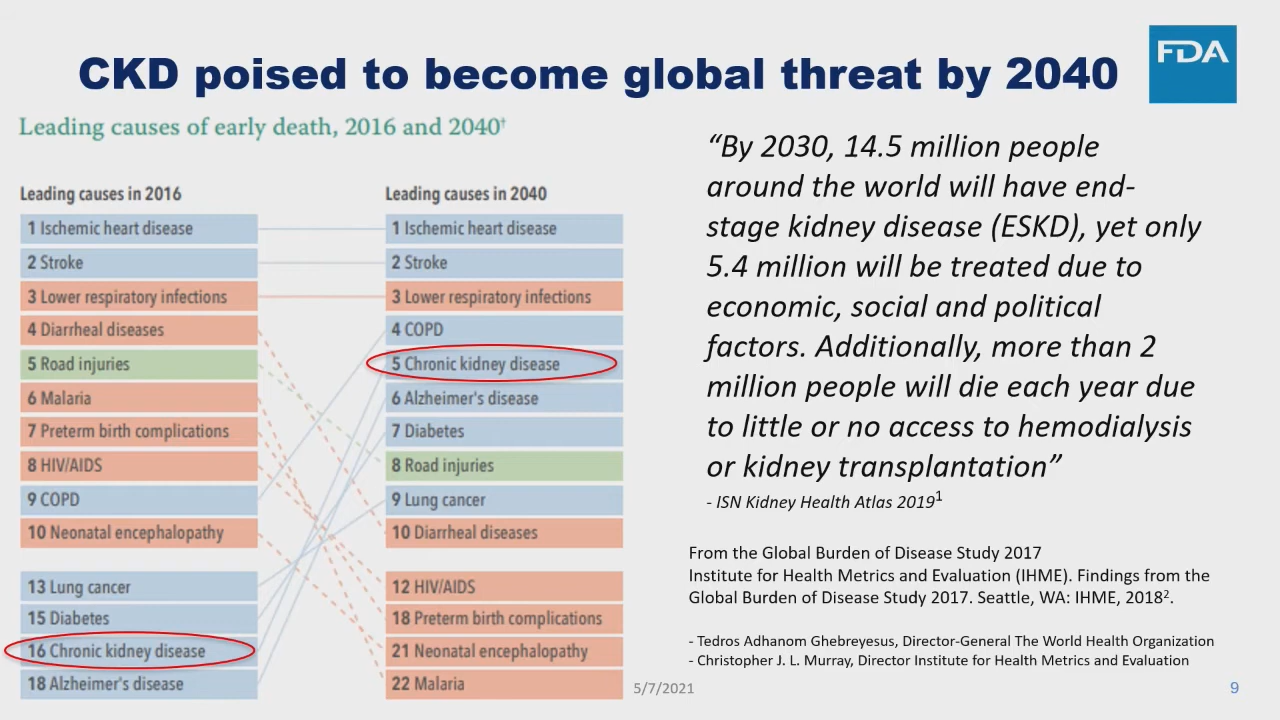 CKD poised to become global threat by 2040
FDA
Leading causes of early death, 2016 and 2040†
Leading causes in 2016
1 Ischemic heart disease
2 Stroke
3 Lower respiratory infections
4 Diarrheal diseases
5 Road injuries
6 Malaria
7 Preterm birth complications
8 HIV/AIDS
9 COPD
10 Neonatal encephalopathy
13 Lung cancer
15 Diabetes
16 Chronic kidney disease
18 Alzheimer's disease
Leading causes in 2040
1 Ischemic heart disease
2 Stroke
3 Lower respiratory infections
4 COPD
5 Chronic kidney disease
6 Alzheimer's disease
7 Diabetes
8 Road injuries
9 Lung cancer
10 Diarrheal diseases
12 HIV/AIDS
18 Preterm birth complications
21 Neonatal encephalopathy
22 Malaria
“By 2030, 14.5 million people
around the world will have end-
stage kidney disease (ESKD), yet only
5.4 million will be treated due to
economic, social and political
factors. Additionally, more than 2
million people will die each year due
to little or no access to hemodialysis
or kidney transplantation”
- ISN Kidney Health Atlas 2019¹
From the Global Burden of Disease Study 2017
Institute for Health Metrics and Evaluation (IHME). Findings from the
Global Burden of Disease Study 2017. Seattle, WA: IHME, 2018².
- Tedros Adhanom Ghebreyesus, Director-General The World Health Organization
- Christopher J. L. Murray, Director Institute for Health Metrics and Evaluation
5/7/2021
9